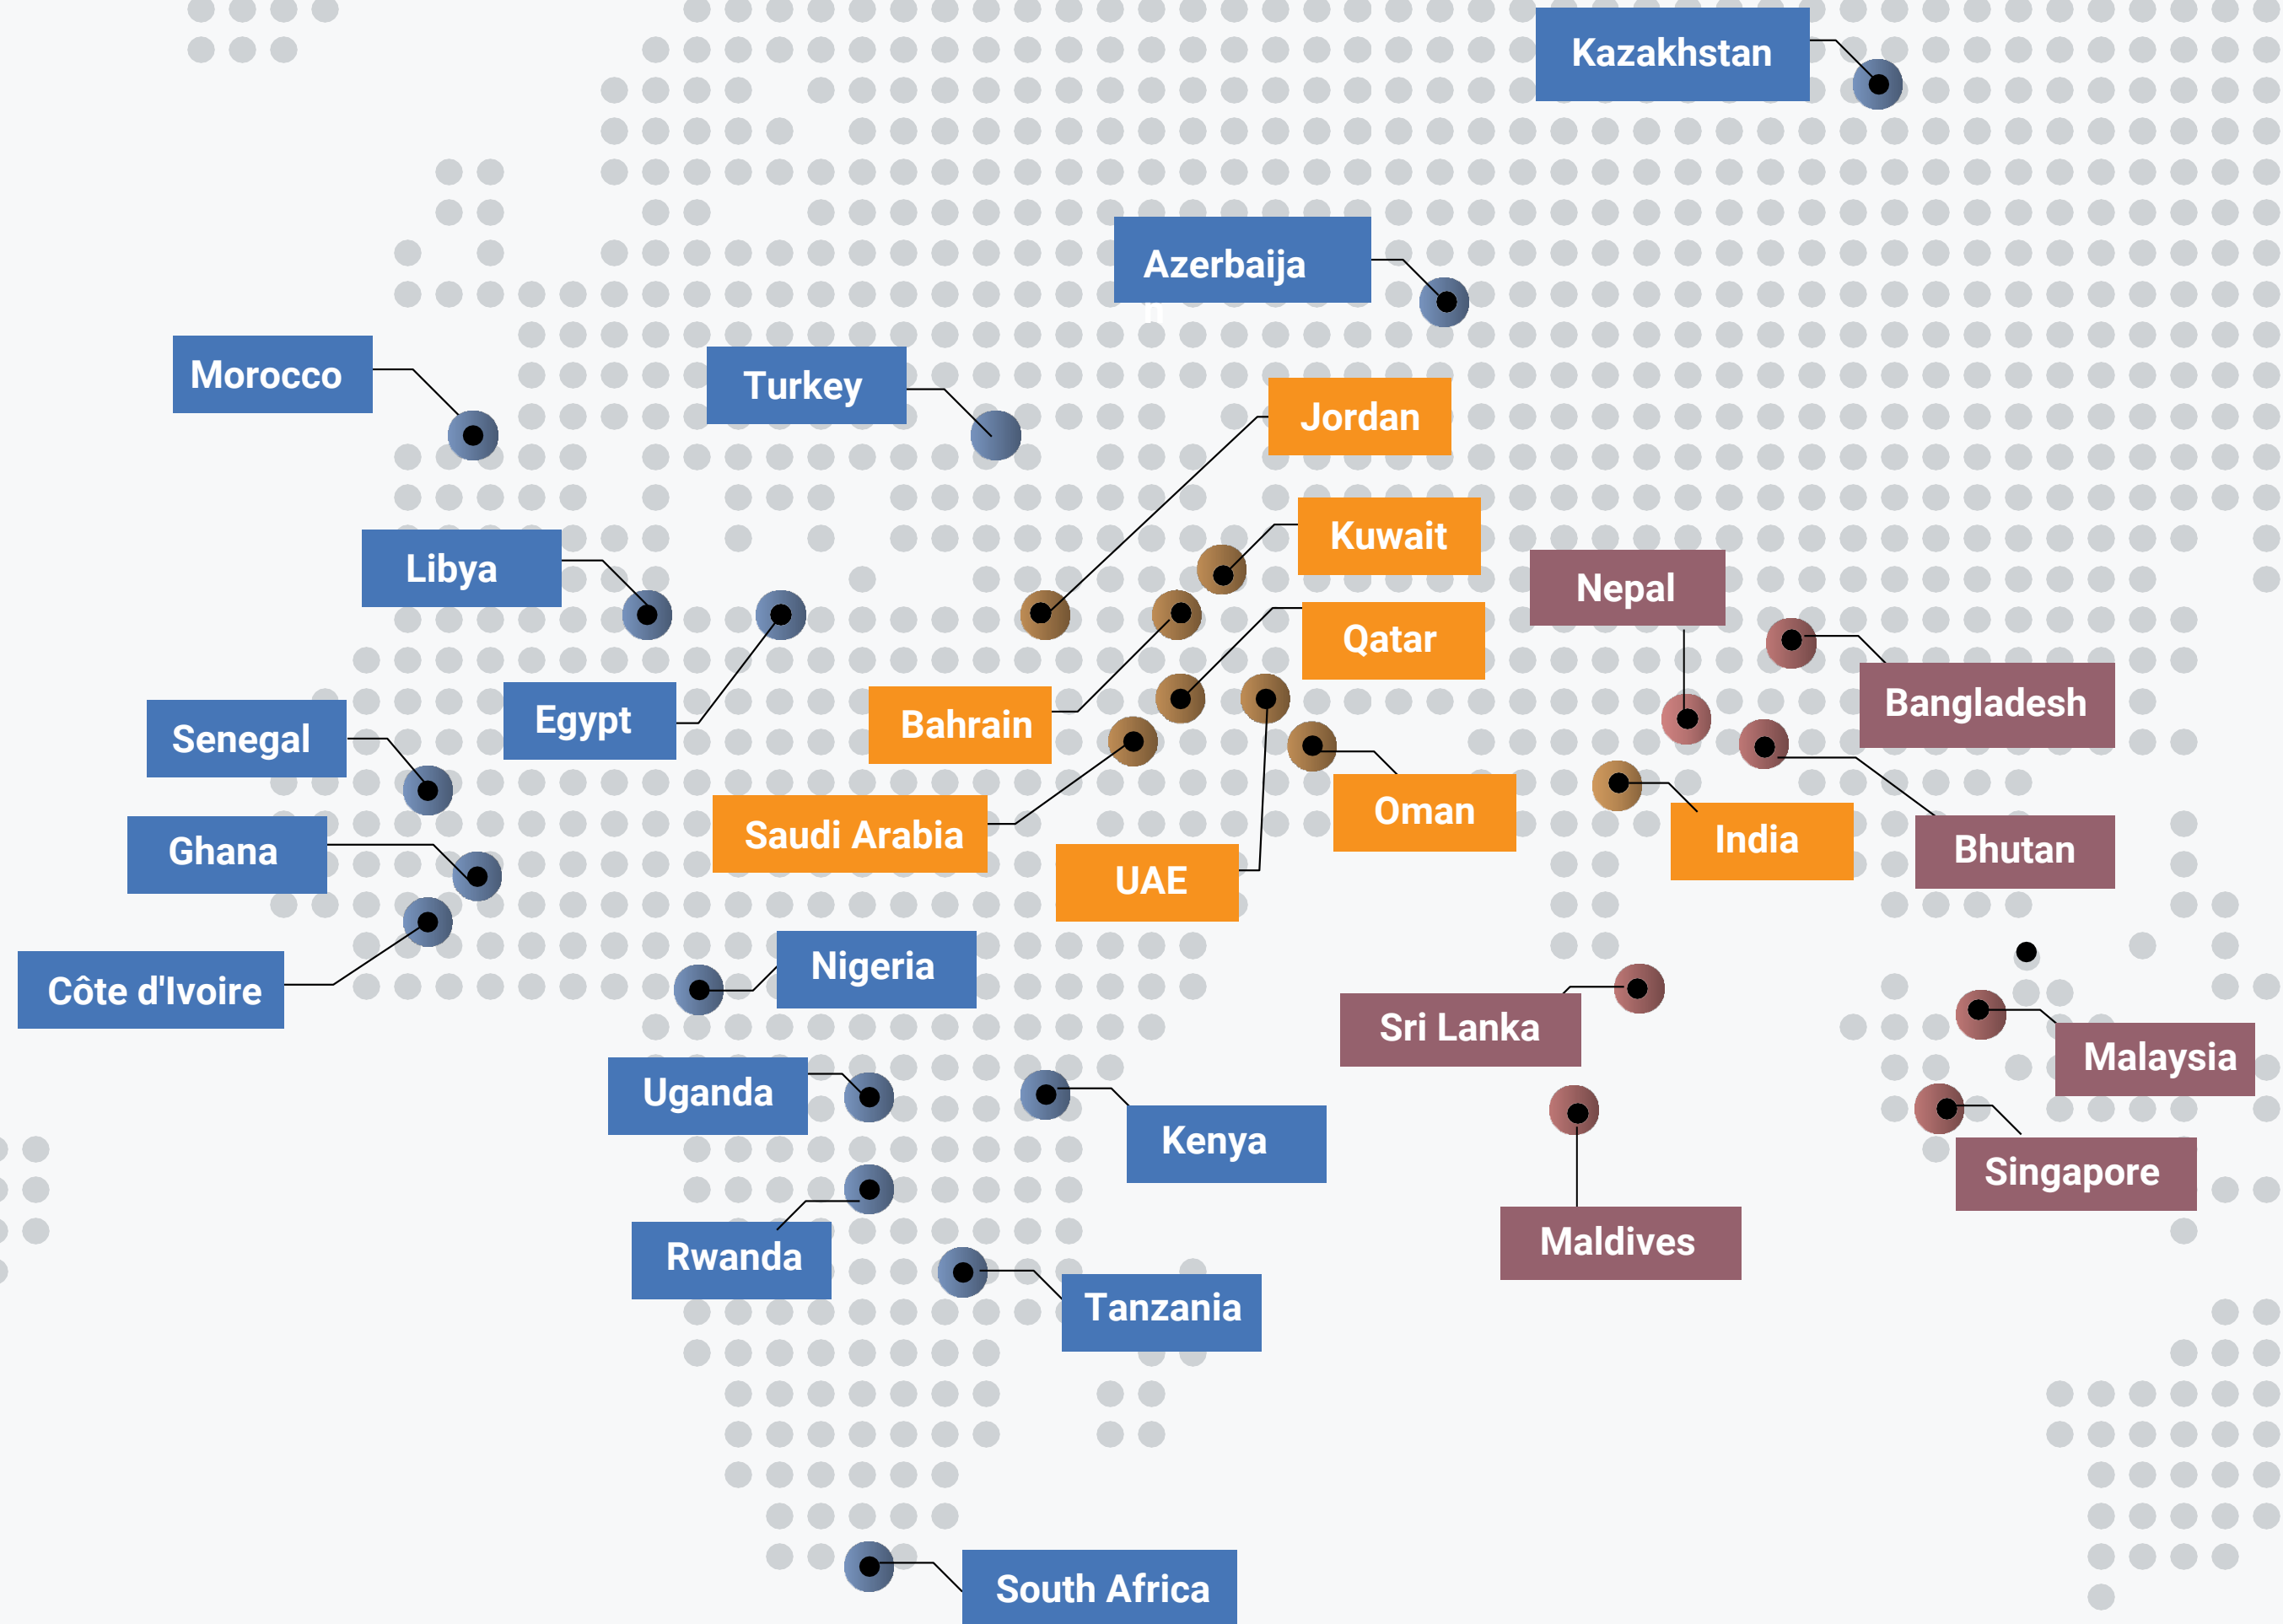 Kazakhstan
Azerbaija
n
Morocco
Turkey
Jordan
Kuwait
Libya
Nepal
Qatar
Bangladesh
Egypt
Bahrain
Senegal
Oman
Saudi Arabia
India
Ghana
Bhutan
UAE
Nigeria
Côte d'Ivoire
Sri Lanka
Malaysia
Uganda
Kenya
Singapore
Maldives
Rwanda
Tanzania
South Africa